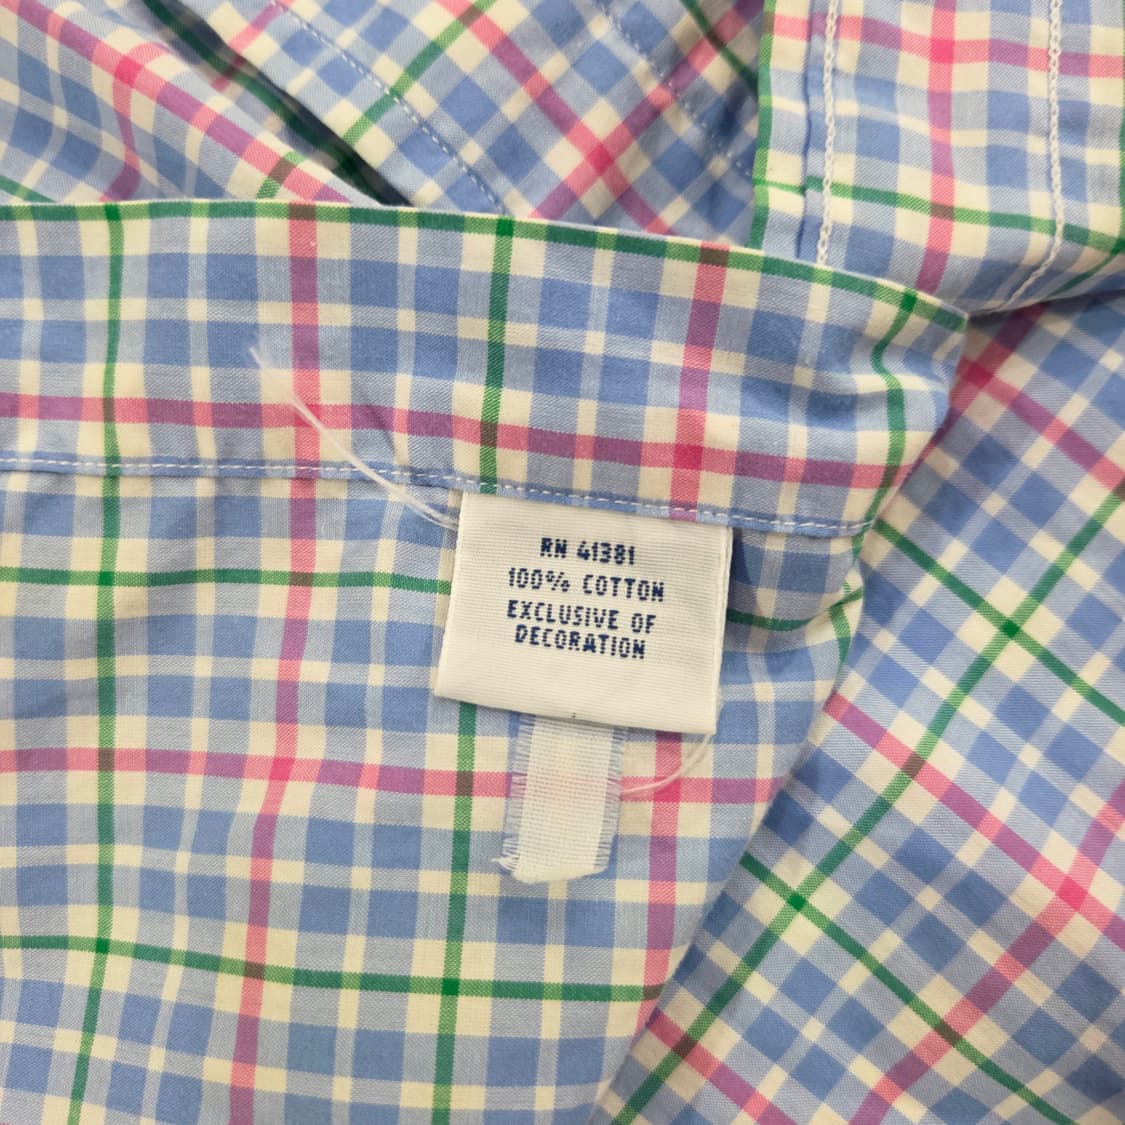 RN 41381
100% COTTON
EXCLUSIVE OF
DECORATION